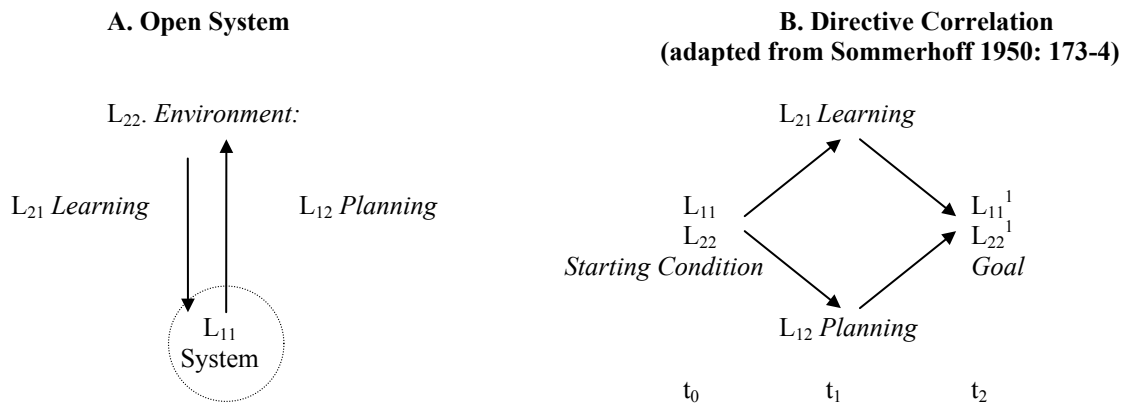 A. Open System
L₂₂. Environment:
L₂₁ Learning
L₁₂ Planning
L₁₁
System
B. Directive Correlation
(adapted from Sommerhoff 1950: 173-4)
L₂₁ Learning
L₁₁
L₂₂
Starting Condition
L₁₁¹
L₂₂¹
Goal
L₁₂ Planning
t₀ t₁ t₂